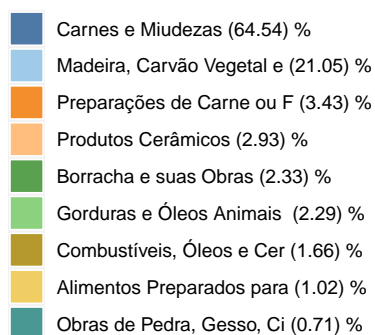 Carnes e Miudezas (64.54) %
Madeira, Carvão Vegetal e (21.05) %
Preparações de Carne ou F (3.43) %
Produtos Cerâmicos (2.93) %
Borracha e suas Obras (2.33) %
Gorduras e Óleos Animais  (2.29) %
Combustíveis, Óleos e Cer (1.66) %
Alimentos Preparados para (1.02) %
Obras de Pedra, Gesso, Ci (0.71) %